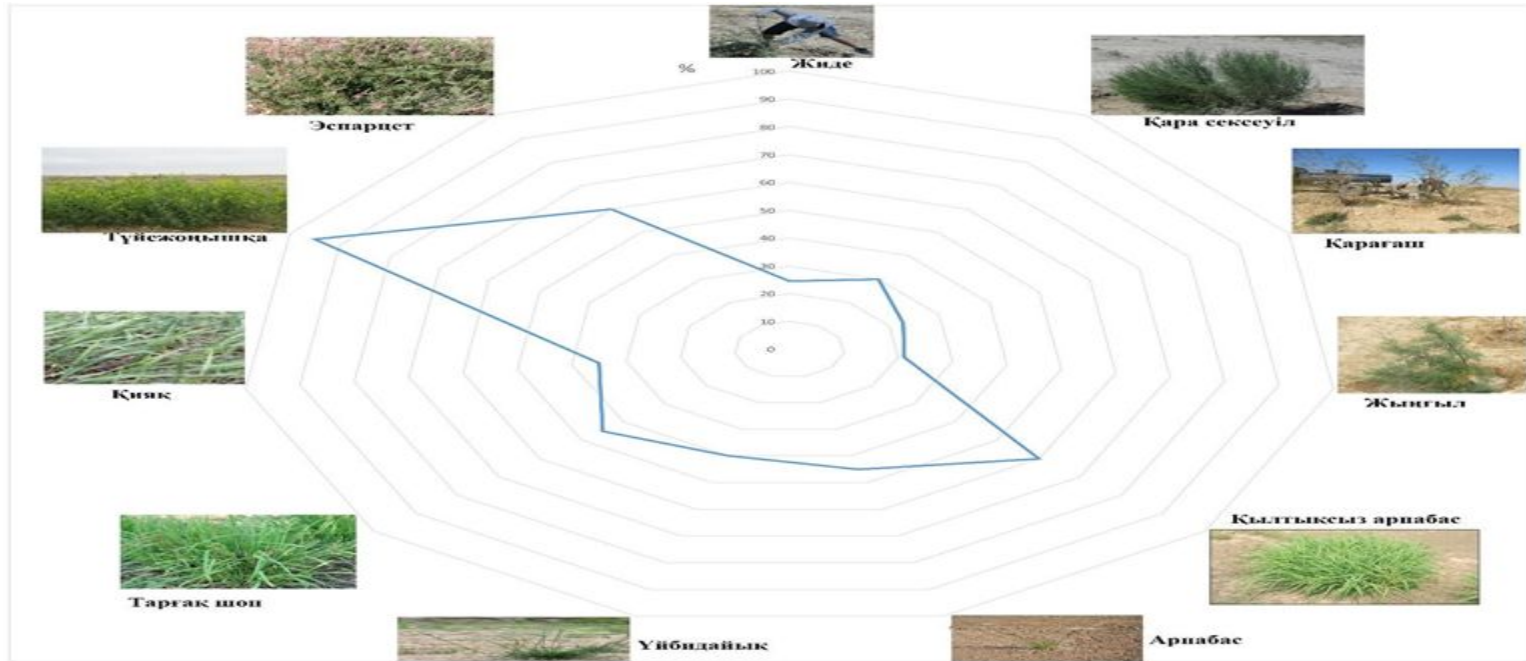 Жиде
%
Эспарцет
Қара сексеуіл
Түйежоңышқа
Қарағаш
Қияқ
Жыңғыл
Қылтықсыз арпабас
Тарғақ шөп
Үйбидайық
Арпабас
100
90
80
70
60
50
40
30
20
10
0